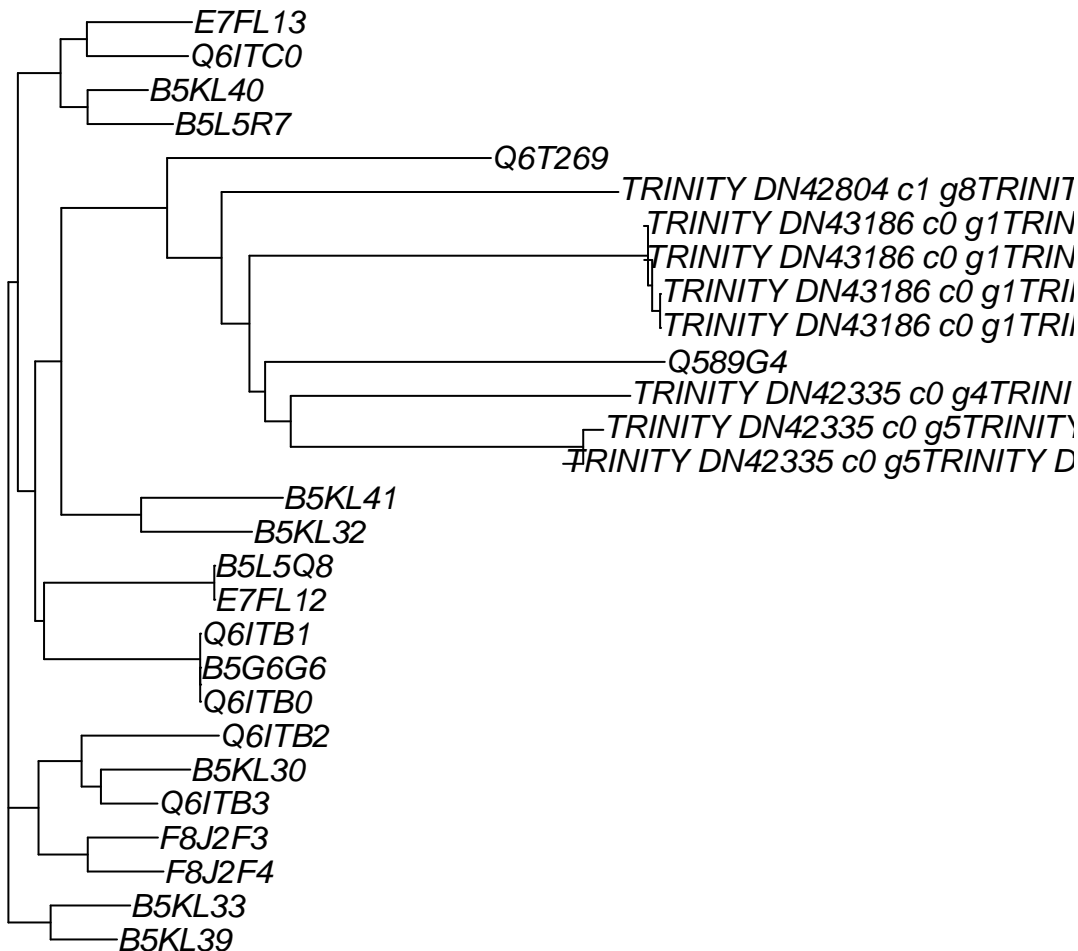 E7FL13
Q6ITC0
B5KL40
B5L5R7
Q6T269
TRINITY DN42804 c1 g8TRINIT
TRINITY DN43186 c0 g1TRIN
TRINITY DN43186 c0 g1TRIN
TRINITY DN43186 c0 g1TRI
TRINITY DN43186 c0 g1TRI
Q589G4
TRINITY DN42335 c0 g4TRINI
TRINITY DN42335 c0 g5TRINITY
TRINITY DN42335 c0 g5TRINITY D
B5KL41
B5KL32
B5L5Q8
E7FL12
Q6ITB1
B5G6G6
Q6ITB0
Q6ITB2
B5KL30
Q6ITB3
F8J2F3
F8J2F4
B5KL33
B5KL39